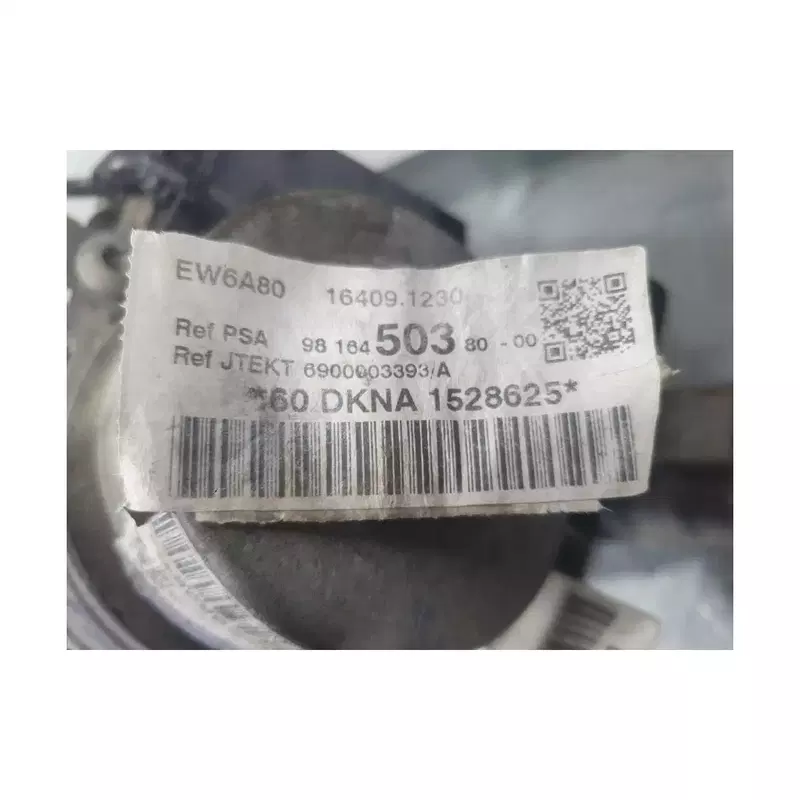 EW6A80 16409.1230
Ref PSA 98 164 503 80 - 00
Ref JTEKT 6900003393/A
*60 DKNA 1528625*